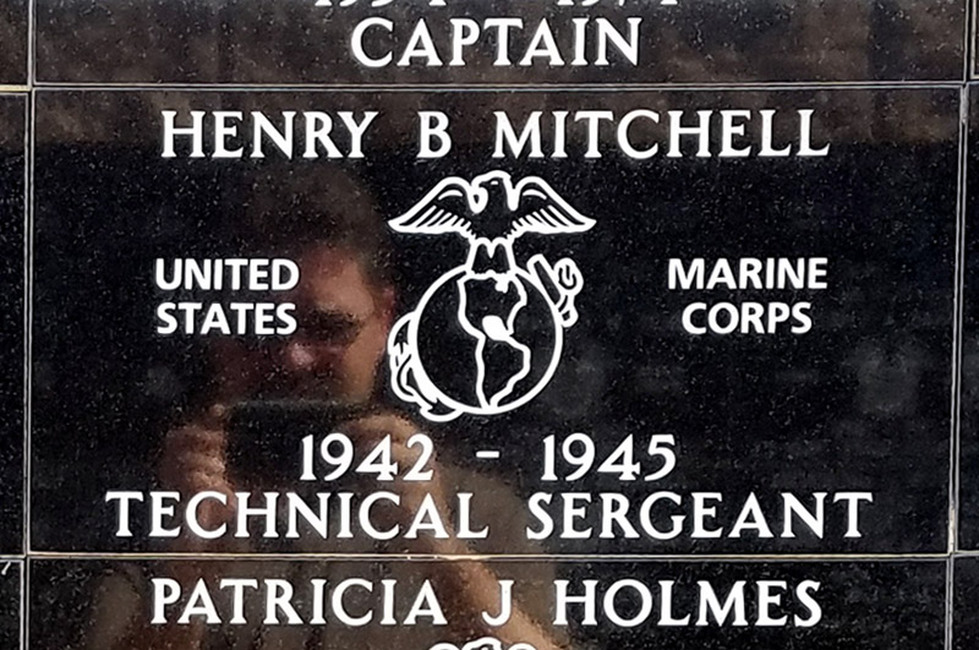 CAPTAIN
HENRY B MITCHELL
UNITED STATES
MARINE CORPS
1942 - 1945
TECHNICAL SERGEANT
PATRICIA J HOLMES